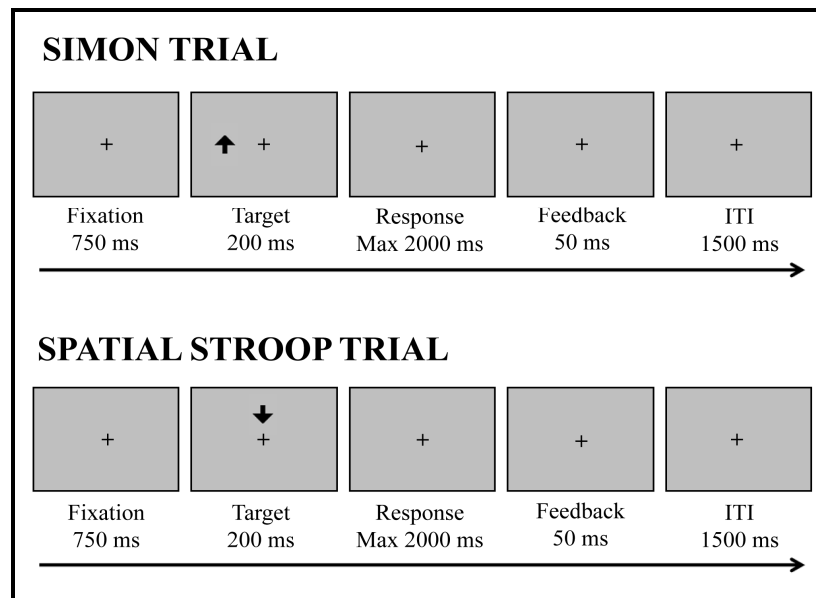 SIMON TRIAL
Fixation Target Response Feedback ITI
750 ms 200 ms Max 2000 ms 50 ms 1500 ms
SPATIAL STROOP TRIAL
Fixation Target Response Feedback ITI
750 ms 200 ms Max 2000 ms 50 ms 1500 ms